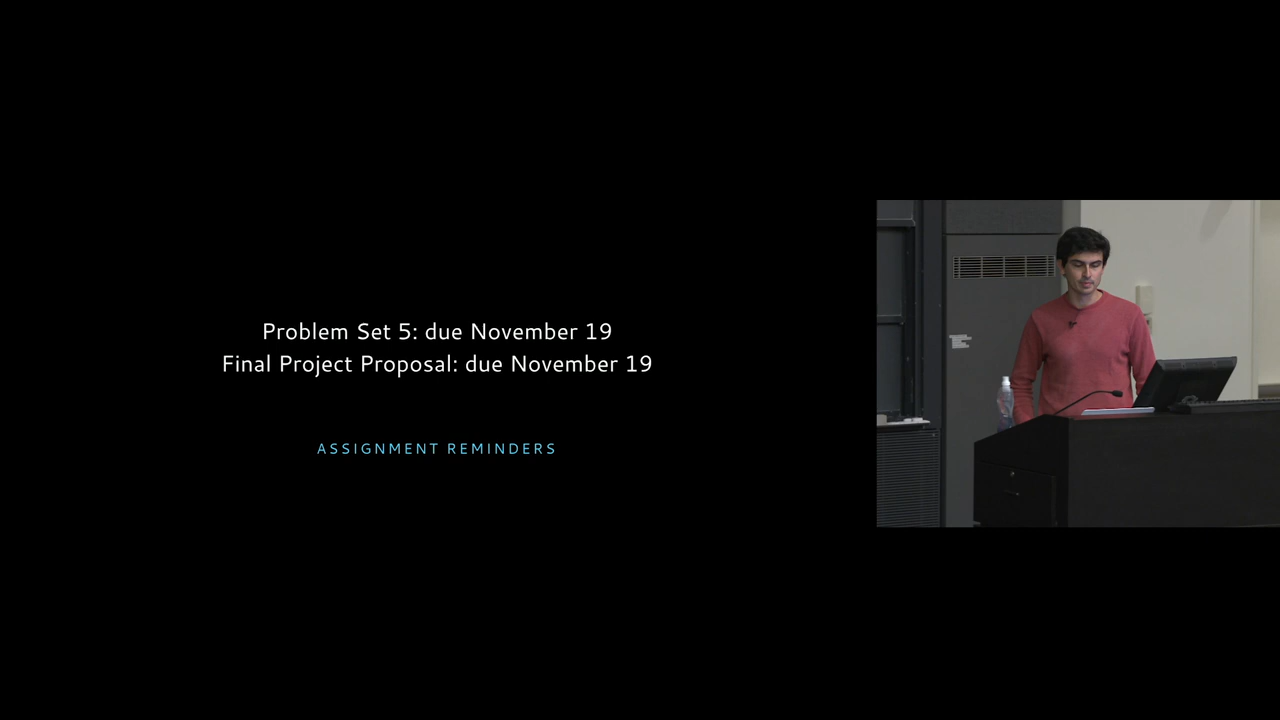 Problem Set 5: due November 19
Final Project Proposal: due November 19
ASSIGNMENT REMINDERS